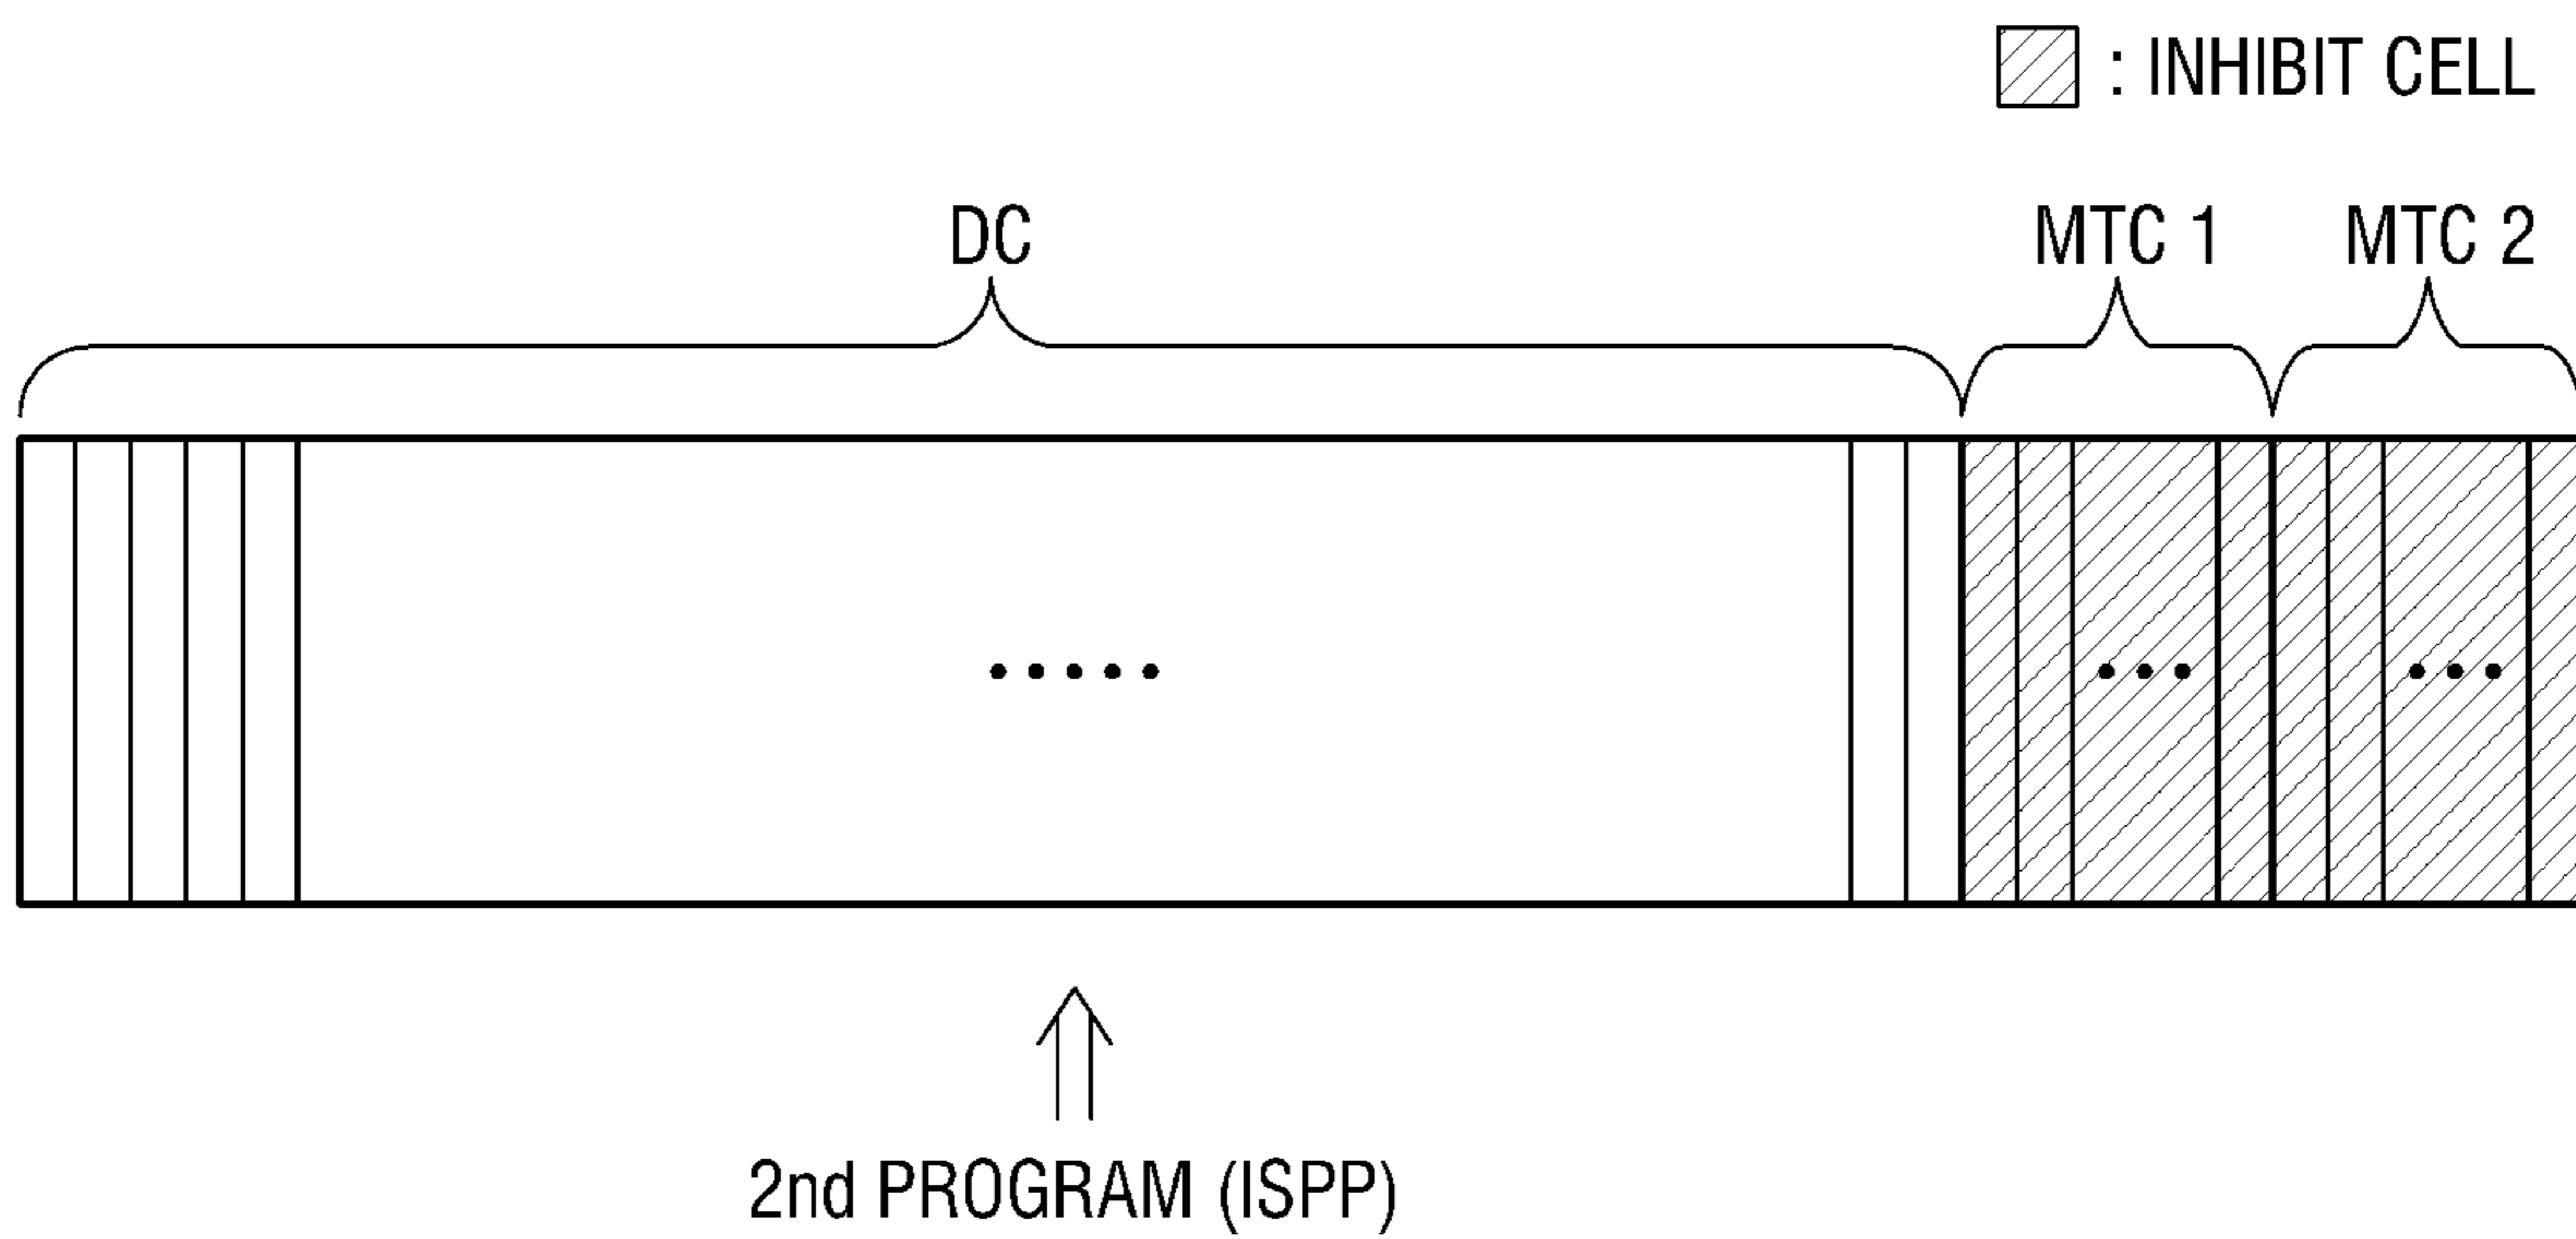 : INHIBIT CELL
DC
MTC 1
MTC 2
2nd PROGRAM (ISPP)